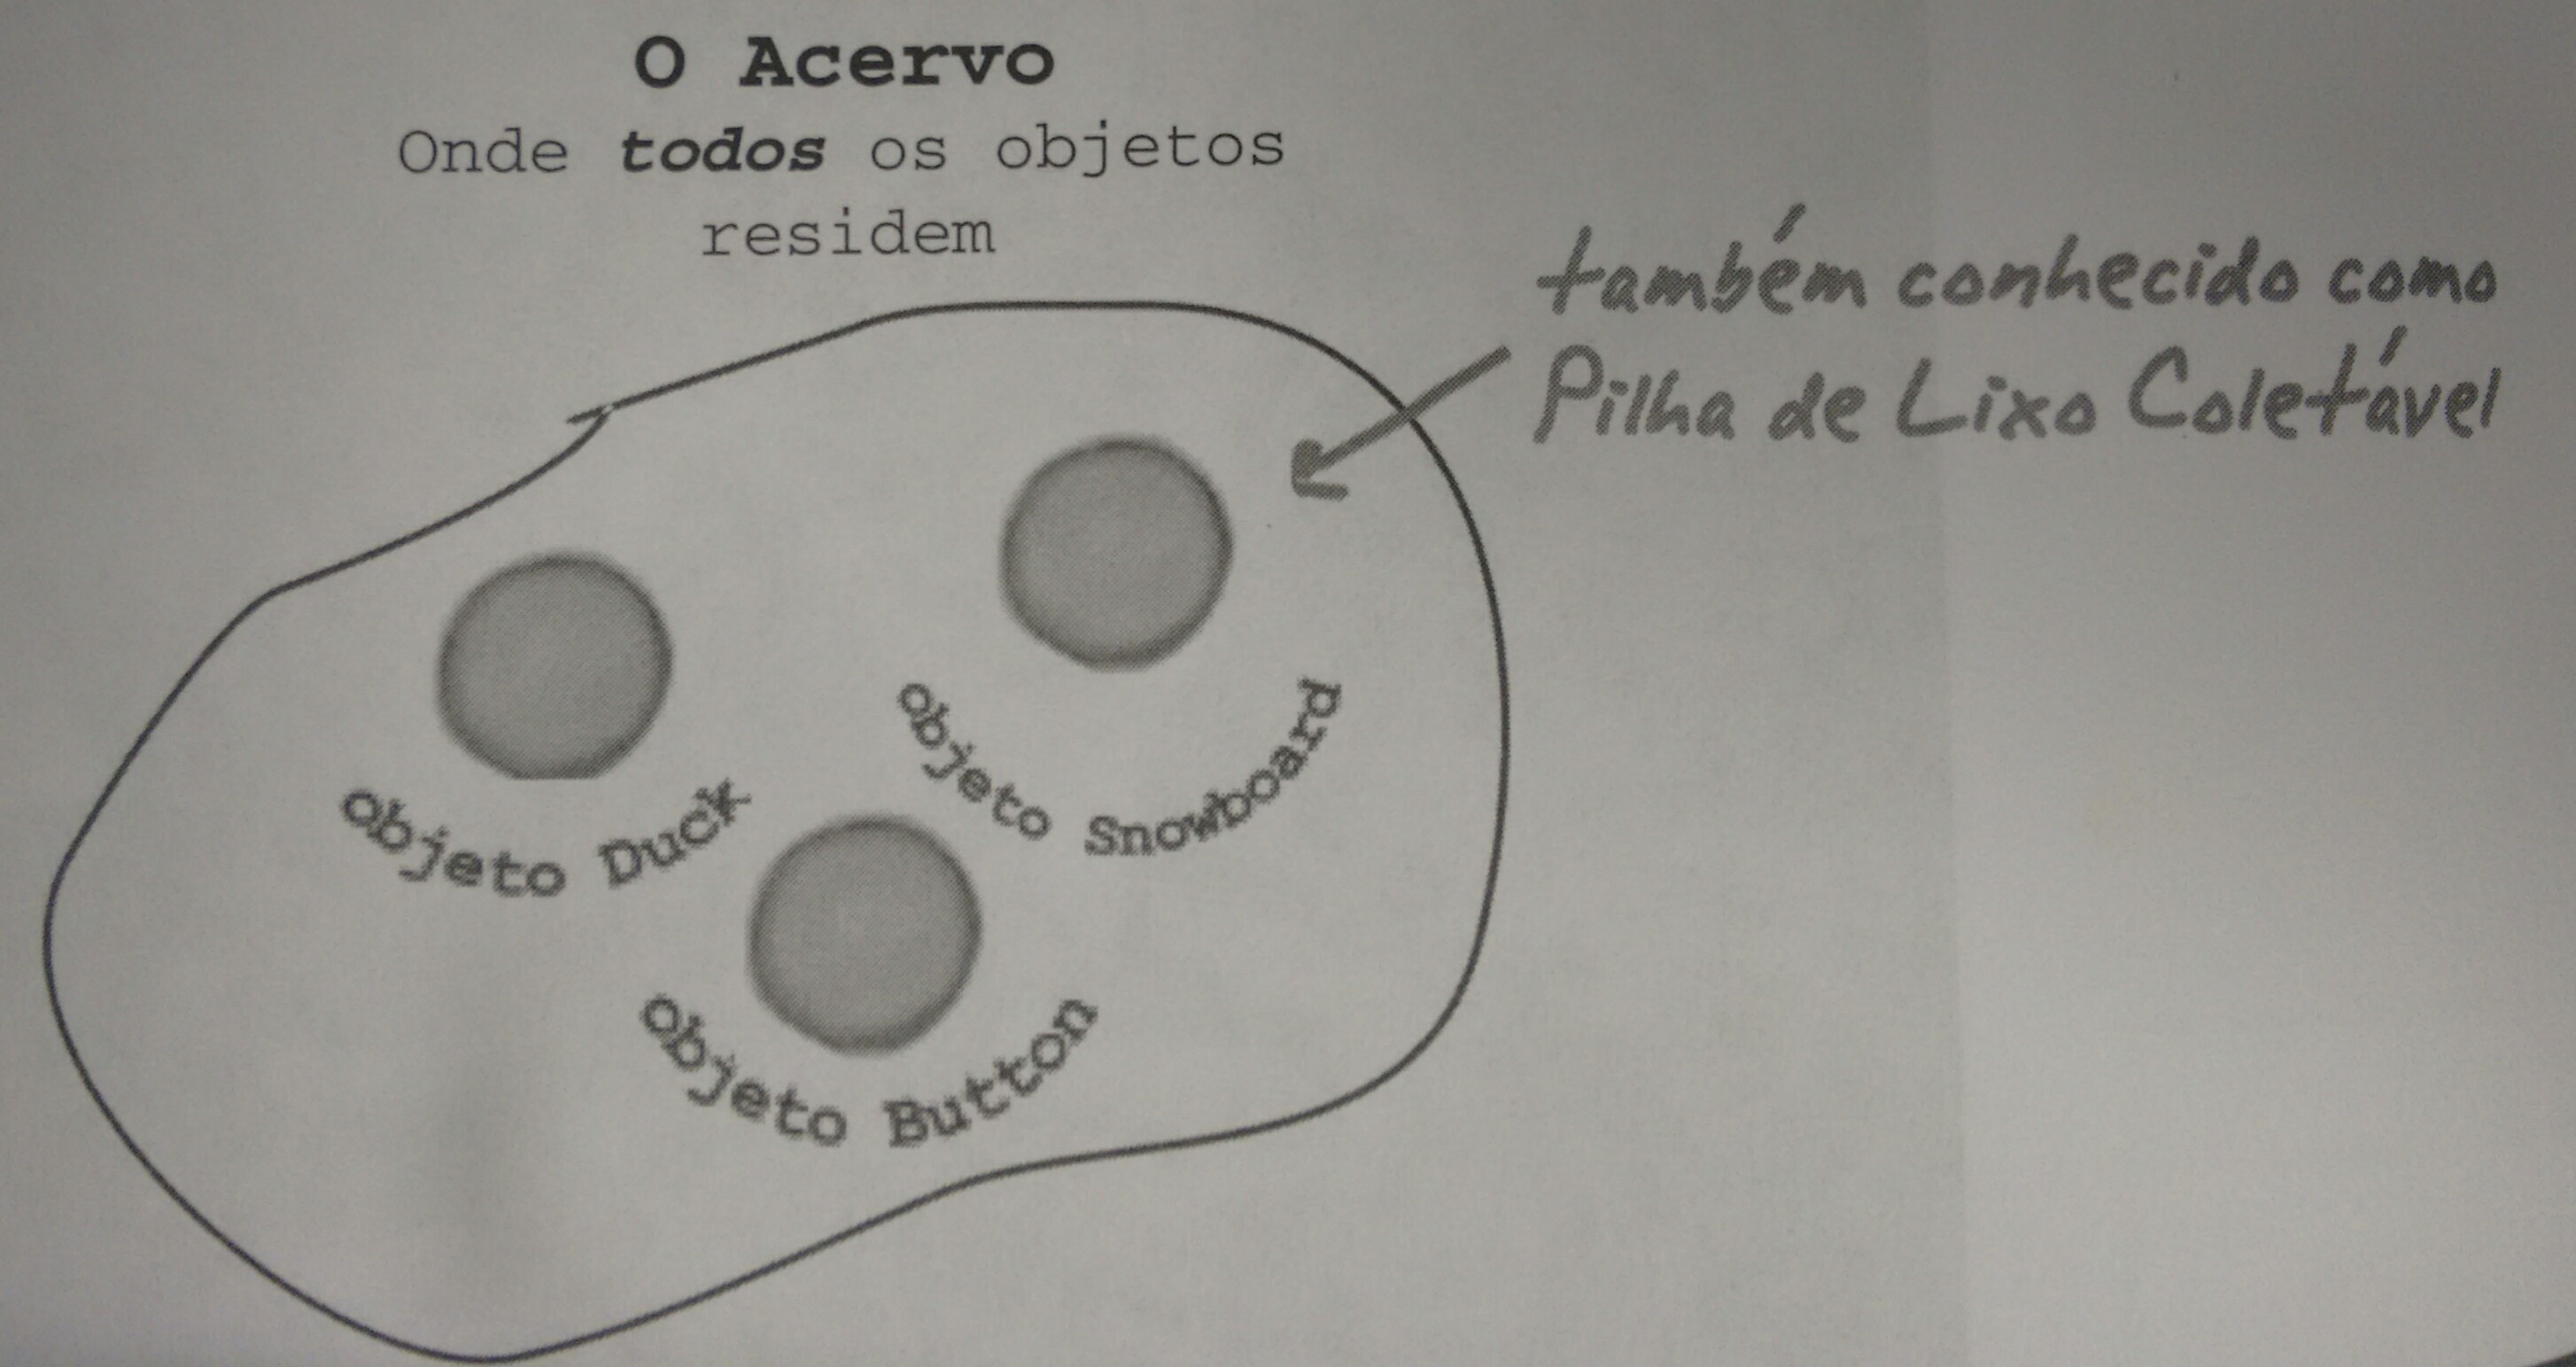 O Acervo
Onde todos os objetos
residem
também conhecido como
Pilha de Lixo Coletável
objeto Snowboard
objeto Duck
objeto Button